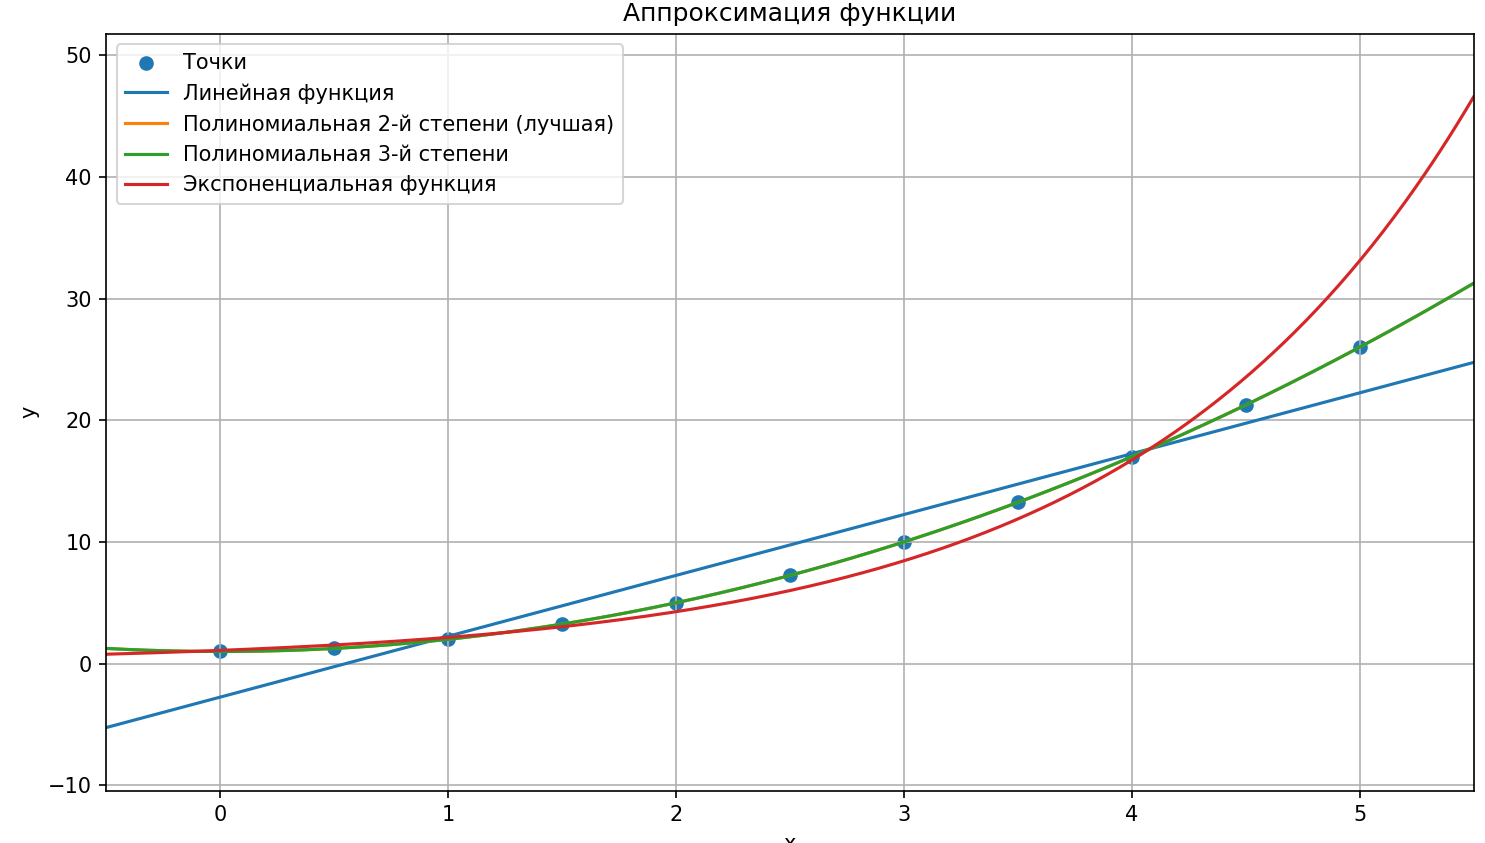 Аппроксимация функции
Точки
Линейная функция
Полиномиальная 2-й степени (лучшая)
Полиномиальная 3-й степени
Экспоненциальная функция
50
40
30
20
10
0
−10
y
0 1 2 3 4 5
x